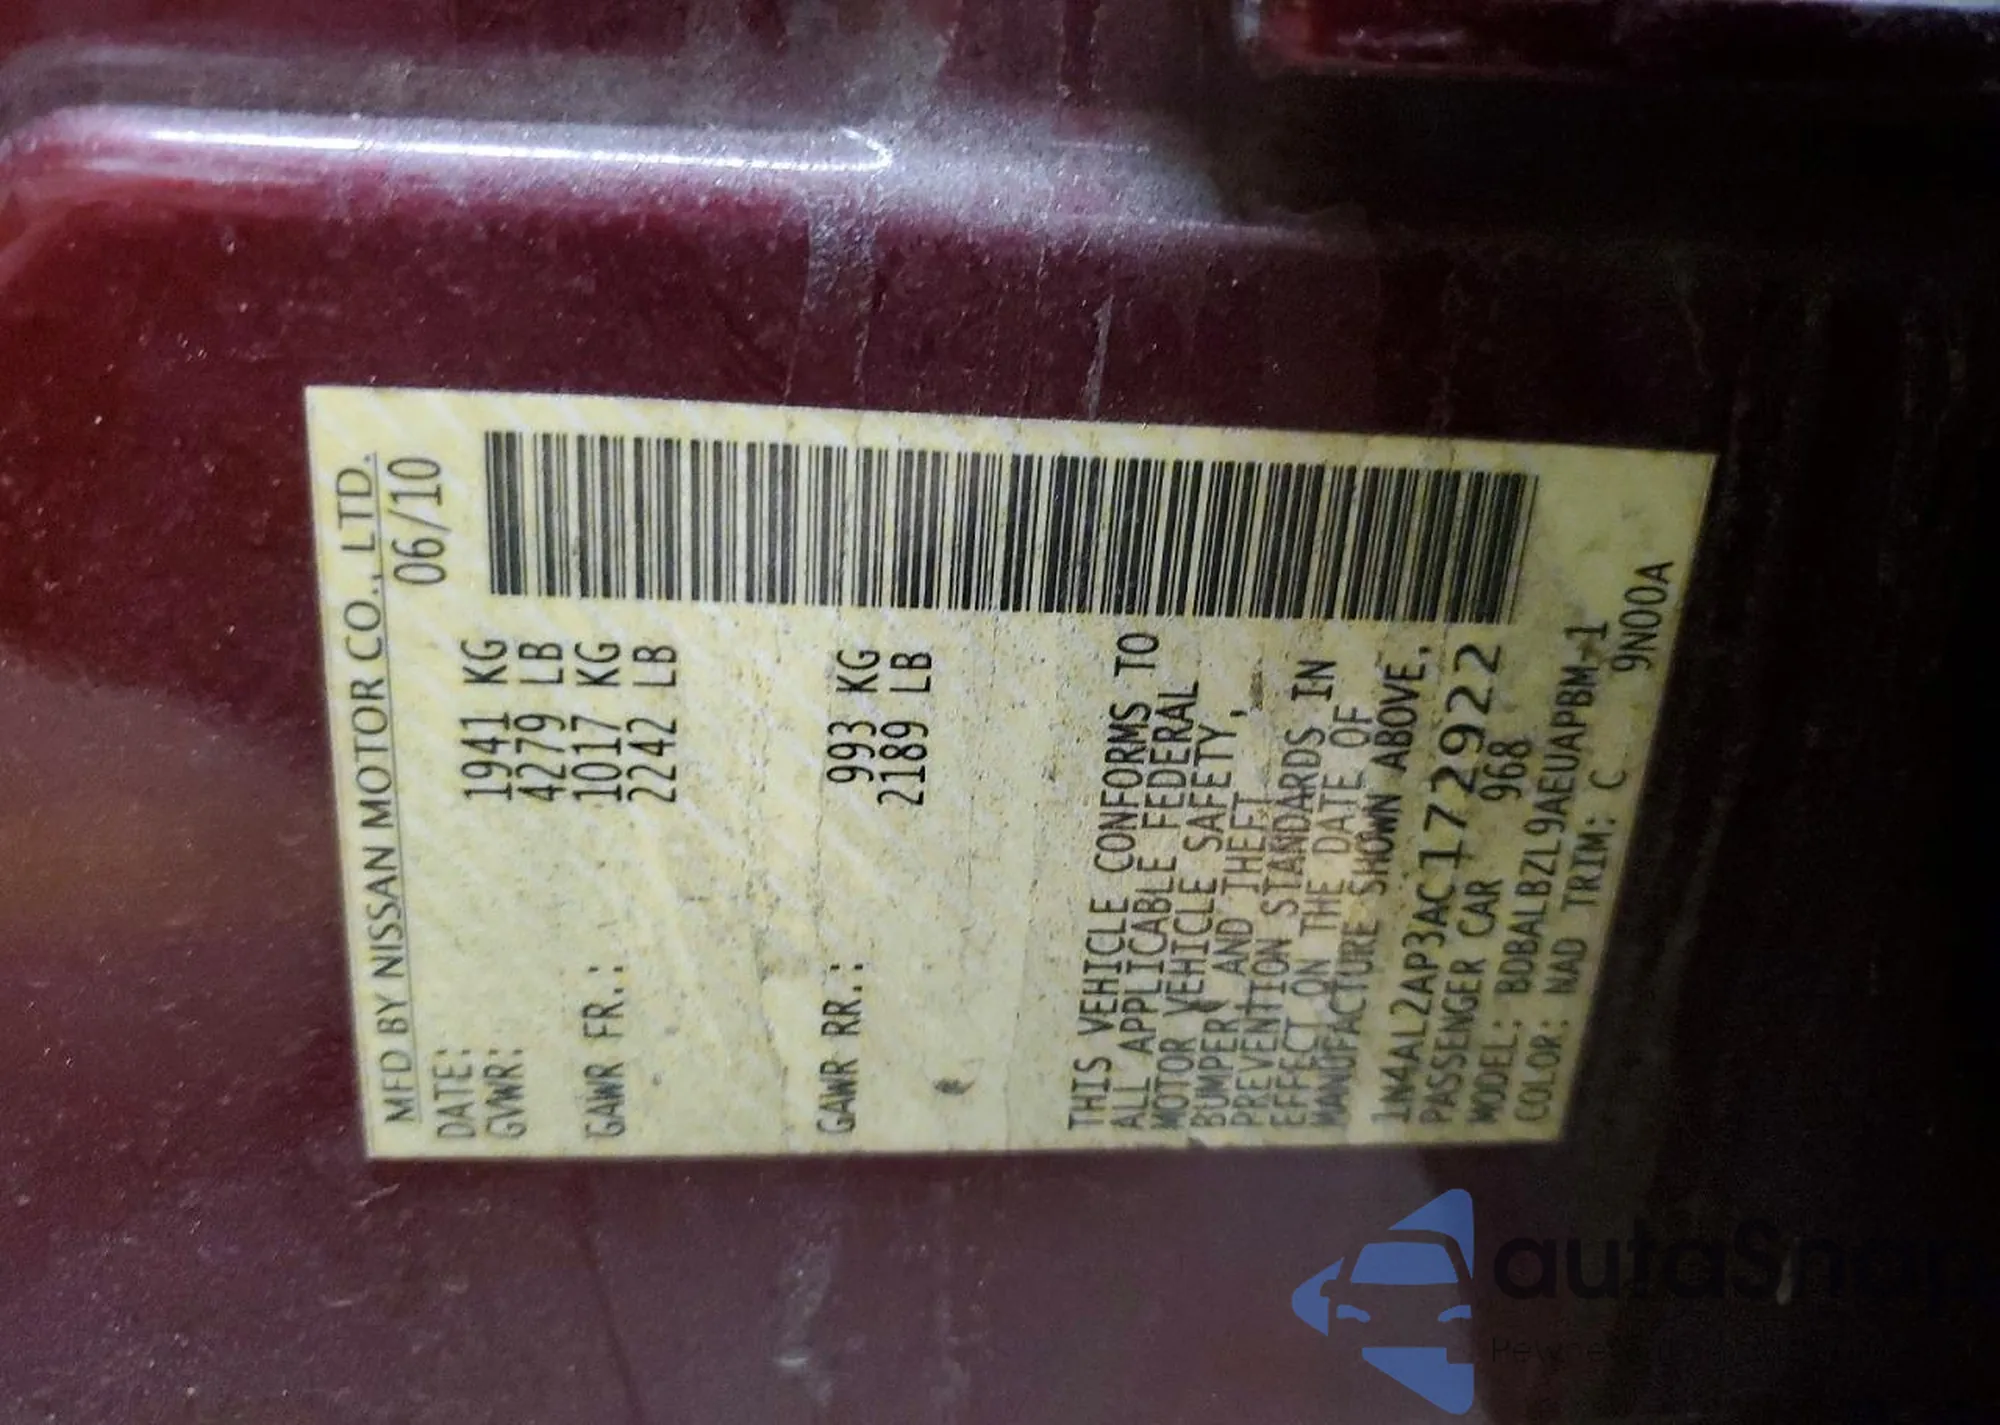 MFD BY NISSAN MOTOR CO., LTD.
DATE: 06/10
GVWR: 1941 KG
4279 LB
GAWR FR.: 1017 KG
2242 LB
GAWR RR.: 993 KG
2189 LB
THIS VEHICLE CONFORMS TO
ALL APPLICABLE FEDERAL
MOTOR VEHICLE SAFETY,
BUMPER, AND THEFT
PREVENTION STANDARDS IN
EFFECT ON THE DATE OF
MANUFACTURE SHOWN ABOVE.
1N4AL2AP3AC172922
PASSENGER CAR 968
MODEL: BDBALBZL9AEUAPBM-1
COLOR: NAD TRIM: C 9N00A
autaSnap